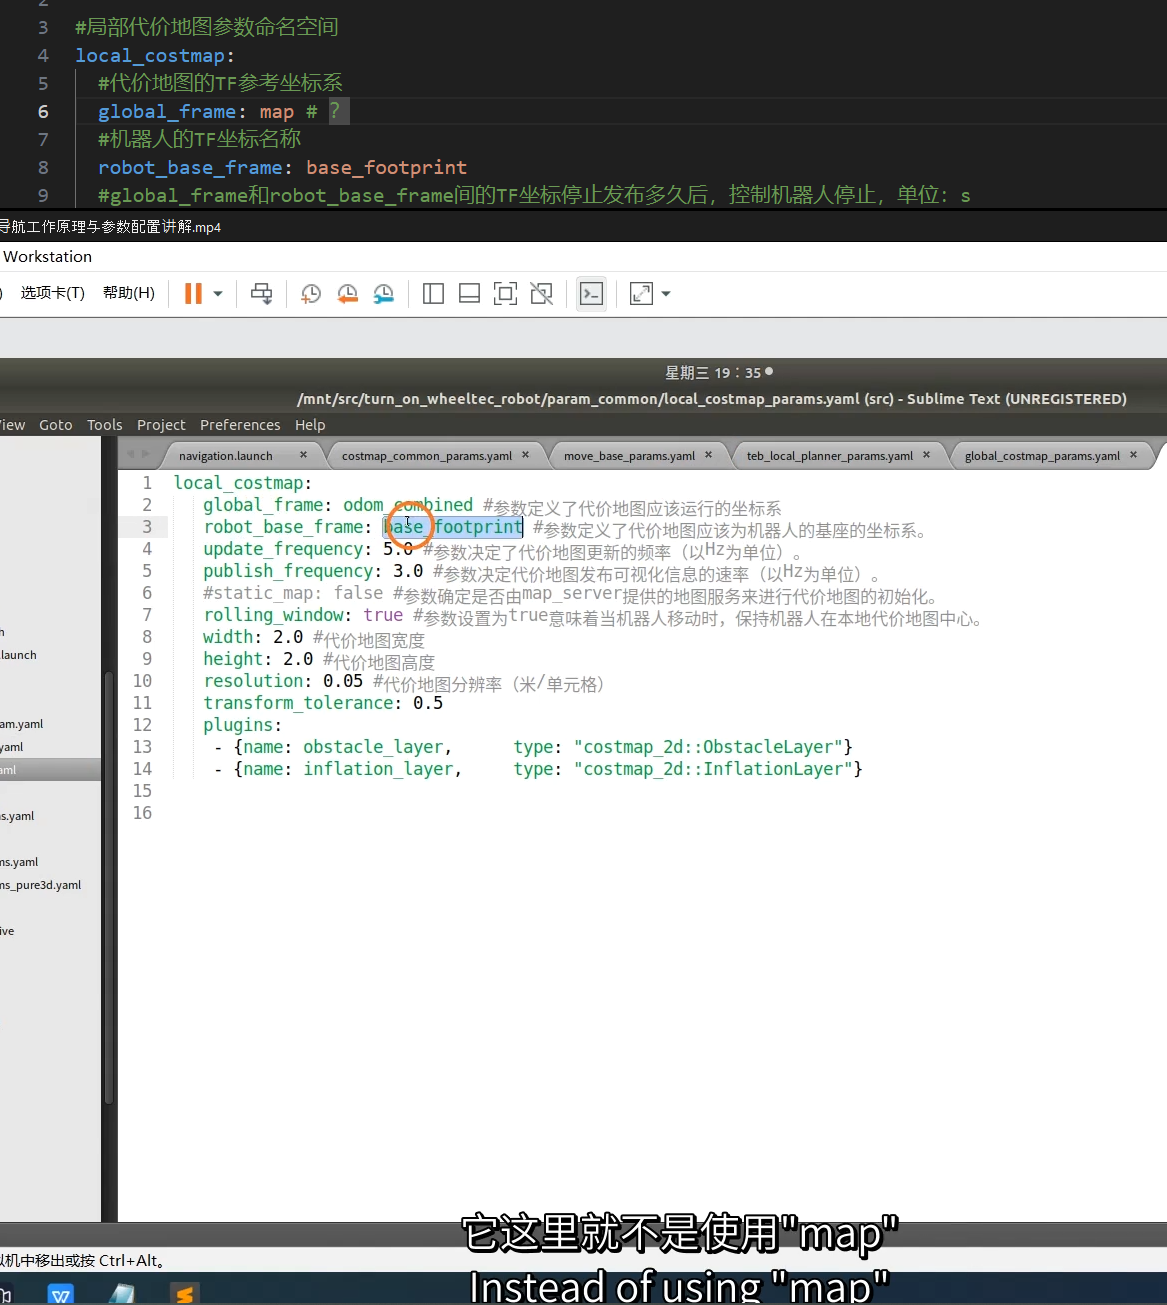 2
3 #局部代价地图参数命名空间
4 local_costmap:
5 #代价地图的TF参考坐标系
6 global_frame: map # ?
7 #机器人的TF坐标名称
8 robot_base_frame: base_footprint
9 #global_frame和robot_base_frame间的TF坐标停止发布多久后，控制机器人停止，单位：s
导航工作原理与参数配置讲解.mp4
Workstation
) 选项卡(T) 帮助(H)
星期三 19：35
/mnt/src/turn_on_wheeltec_robot/param_common/local_costmap_params.yaml (src) - Sublime Text (UNREGISTERED)
iew Goto Tools Project Preferences Help
navigation.launch × costmap_common_params.yaml × move_base_params.yaml × teb_local_planner_params.yaml × global_costmap_params.yaml ×
1 local_costmap:
2 global_frame: odom_combined #参数定义了代价地图应该运行的坐标系
3 robot_base_frame: base_footprint #参数定义了代价地图应该为机器人的基座的坐标系。
4 update_frequency: 5.0 #参数决定了代价地图更新的频率（以Hz为单位）。
5 publish_frequency: 3.0 #参数决定代价地图发布可视化信息的速率（以Hz为单位）。
6 #static_map: false #参数确定是否由map_server提供的地图服务来进行代价地图的初始化。
7 rolling_window: true #参数设置为true意味着当机器人移动时，保持机器人在本地代价地图中心。
8 width: 2.0 #代价地图宽度
9 height: 2.0 #代价地图高度
10 resolution: 0.05 #代价地图分辨率（米/单元格）
11 transform_tolerance: 0.5
12 plugins:
13 - {name: obstacle_layer, type: "costmap_2d::ObstacleLayer"}
14 - {name: inflation_layer, type: "costmap_2d::InflationLayer"}
15
16
h
.launch
am.yaml
yaml
aml
s.yaml
ms.yaml
ms_pure3d.yaml
ive
它这里就不是使用"map"
Instead of using "map"
机中移出或按 Ctrl+Alt。